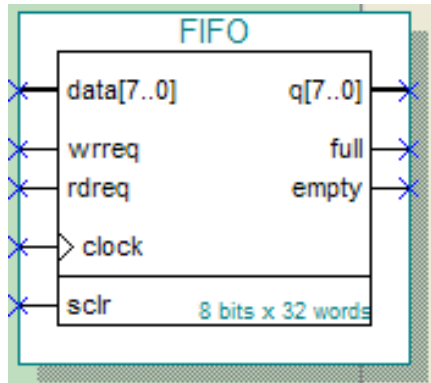 FIFO
data[7..0] q[7..0]
wrreq full
rdreq empty
clock
sclr 8 bits x 32 words